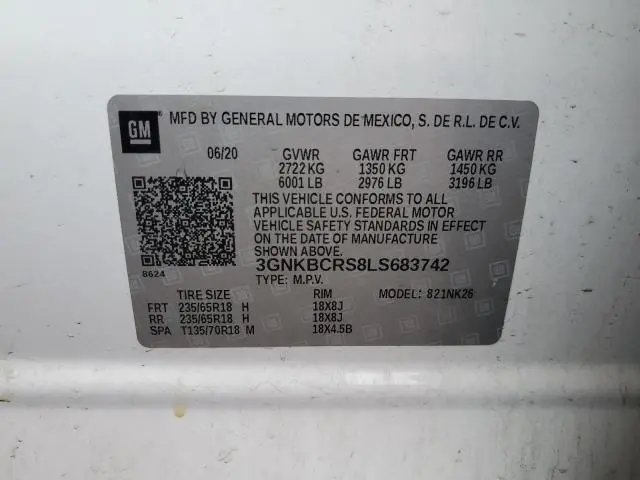 GM
MFD BY GENERAL MOTORS DE MEXICO, S. DE R.L. DE C.V.
06/20 GVWR GAWR FRT GAWR RR
2722 KG 1350 KG 1450 KG
6001 LB 2976 LB 3196 LB
THIS VEHICLE CONFORMS TO ALL
APPLICABLE U.S. FEDERAL MOTOR
VEHICLE SAFETY STANDARDS IN EFFECT
ON THE DATE OF MANUFACTURE
SHOWN ABOVE.
3GNKBCRS8LS683742
8624
TYPE: M.P.V.
TIRE SIZE RIM MODEL: 821NK26
FRT 235/65R18 H 18X8J
RR 235/65R18 H 18X8J
SPA T135/70R18 M 18X4.5B